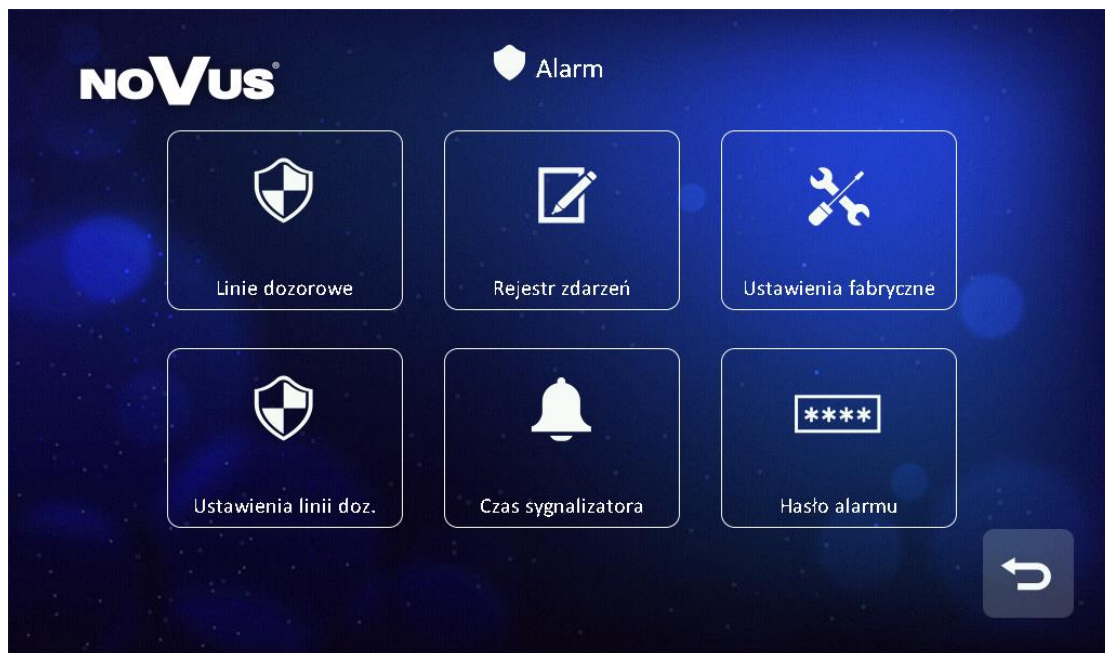 NOVUS®
Alarm
Linie dozorowe
Rejestr zdarzeń
Ustawienia fabryczne
****
Ustawienia linii doz.
Czas sygnalizatora
Hasło alarmu